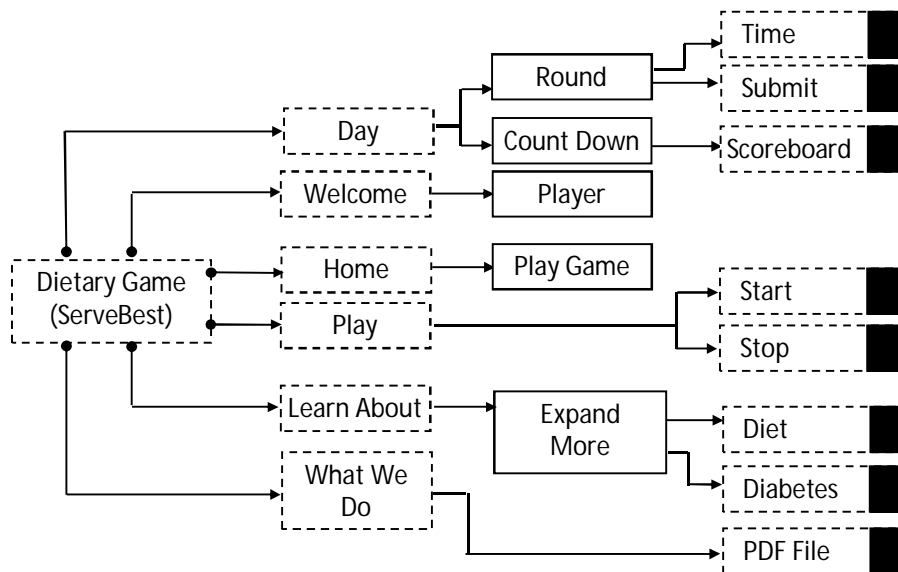 Time
Round
Submit
Day
Count Down
Scoreboard
Welcome
Player
Dietary Game
(ServeBest)
Home
Play Game
Play
Start
Stop
Learn About
Expand
More
Diet
What We
Do
Diabetes
PDF File